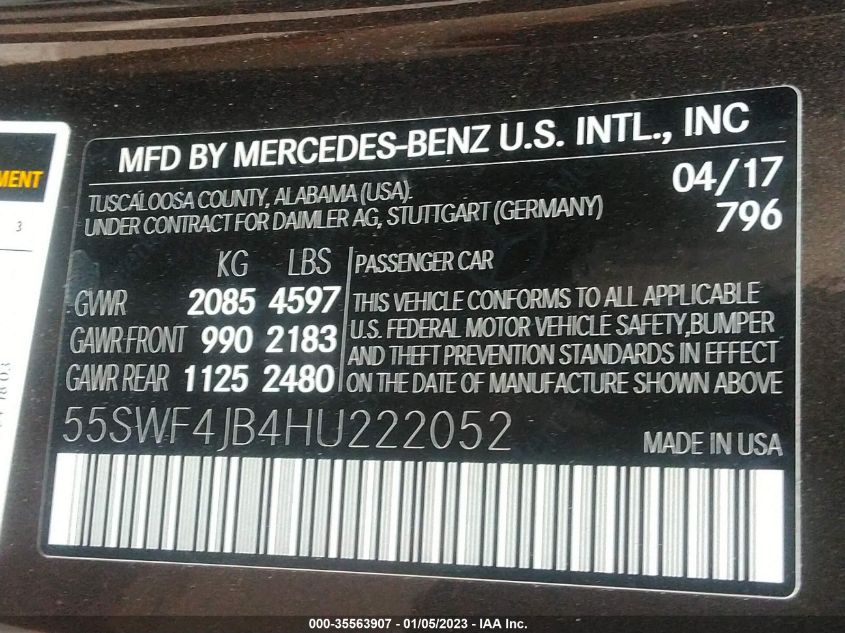 MFD BY MERCEDES-BENZ U.S. INTL., INC
TUSCALOOSA COUNTY, ALABAMA (USA).
04/17
UNDER CONTRACT FOR DAIMLER AG, STUTTGART (GERMANY)
796
KG LBS
GVWR 2085 4597
GAWR FRONT 990 2183
GAWR REAR 1125 2480
PASSENGER CAR
THIS VEHICLE CONFORMS TO ALL APPLICABLE
U.S. FEDERAL MOTOR VEHICLE SAFETY,BUMPER
AND THEFT PREVENTION STANDARDS IN EFFECT
ON THE DATE OF MANUFACTURE SHOWN ABOVE
55SWF4JB4HU222052
MADE IN USA
MENT
3
000-35563907 - 01/05/2023 - IAA Inc.